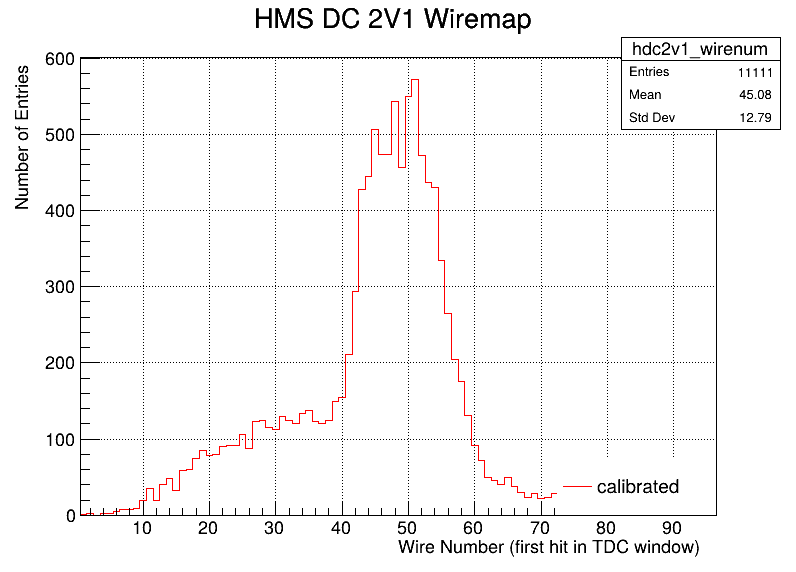 HMS DC 2V1 Wiremap
hdc2v1_wirenum
Entries 11111
Mean 45.08
Std Dev 12.79
Number of Entries
600
500
400
300
200
100
0
10 20 30 40 50 60 70 80 90
calibrated
Wire Number (first hit in TDC window)